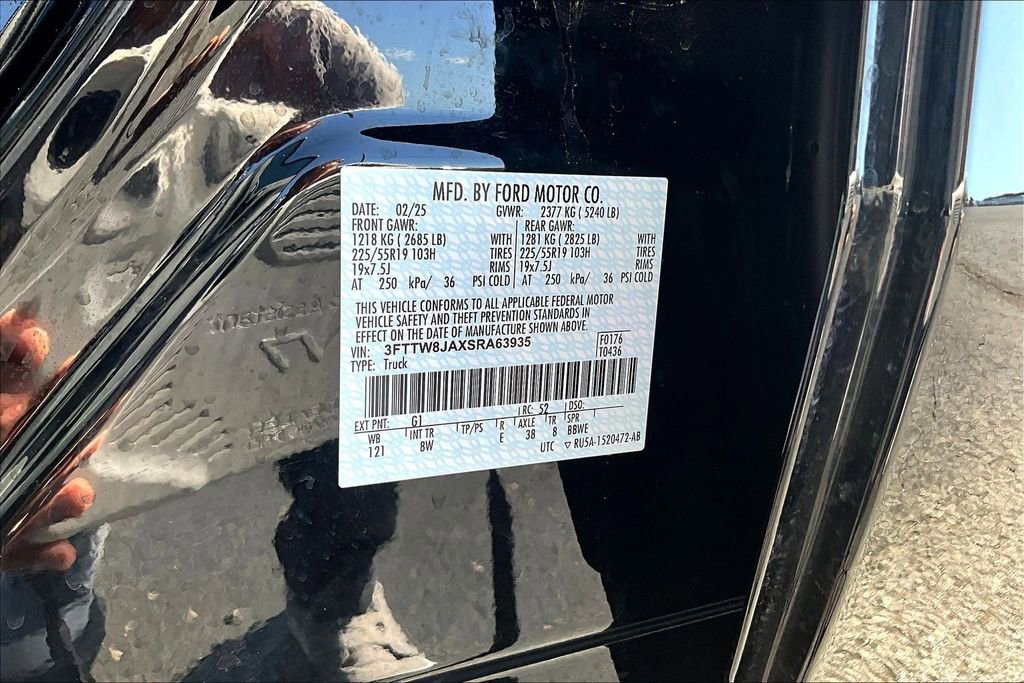 MFD. BY FORD MOTOR CO.
DATE: 02/25 GVWR: 2377 KG ( 5240 LB)
FRONT GAWR: REAR GAWR:
1218 KG ( 2685 LB) WITH 1281 KG ( 2825 LB) WITH
225/55R19 103H TIRES 225/55R19 103H TIRES
19x7.5J RIMS 19x7.5J RIMS
AT 250 kPa/ 36 PSI COLD AT 250 kPa/ 36 PSI COLD
THIS VEHICLE CONFORMS TO ALL APPLICABLE FEDERAL MOTOR
VEHICLE SAFETY AND THEFT PREVENTION STANDARDS IN
EFFECT ON THE DATE OF MANUFACTURE SHOWN ABOVE.
VIN: 3FTTW8JAXSRA63935 F0176
TYPE: Truck T0436
EXT PNT: G1 RC: 52 DSO:
WB INT TR TP/PS R AXLE TR SPR
121 8W E 38 8 BBWE
UTC ▽ RU5A-1520472-AB